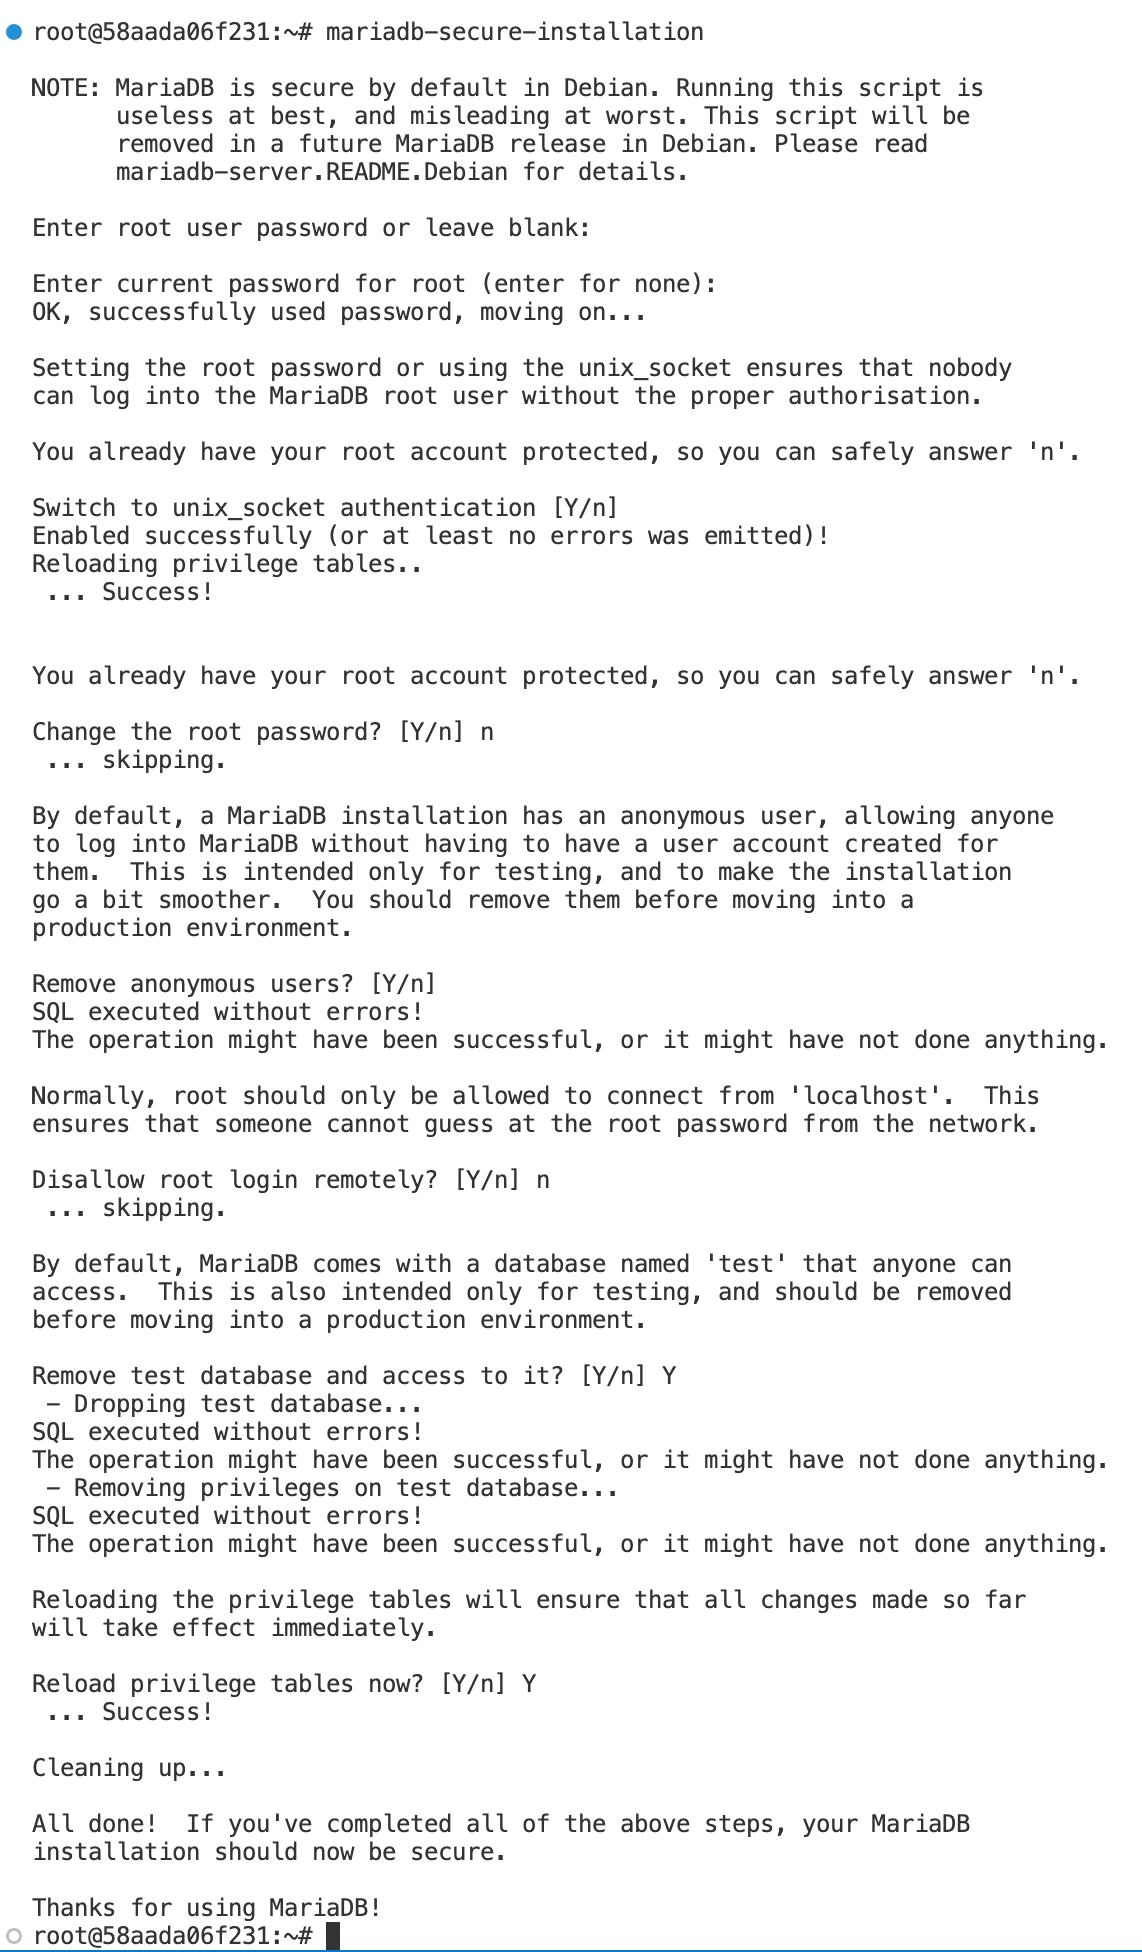 root@58aada06f231:~# mariadb-secure-installation
NOTE: MariaDB is secure by default in Debian. Running this script is
useless at best, and misleading at worst. This script will be
removed in a future MariaDB release in Debian. Please read
mariadb-server.README.Debian for details.
Enter root user password or leave blank:
Enter current password for root (enter for none):
OK, successfully used password, moving on...
Setting the root password or using the unix_socket ensures that nobody
can log into the MariaDB root user without the proper authorisation.
You already have your root account protected, so you can safely answer 'n'.
Switch to unix_socket authentication [Y/n]
Enabled successfully (or at least no errors was emitted)!
Reloading privilege tables..
... Success!
You already have your root account protected, so you can safely answer 'n'.
Change the root password? [Y/n] n
... skipping.
By default, a MariaDB installation has an anonymous user, allowing anyone
to log into MariaDB without having to have a user account created for
them.  This is intended only for testing, and to make the installation
go a bit smoother.  You should remove them before moving into a
production environment.
Remove anonymous users? [Y/n]
SQL executed without errors!
The operation might have been successful, or it might have not done anything.
Normally, root should only be allowed to connect from 'localhost'.  This
ensures that someone cannot guess at the root password from the network.
Disallow root login remotely? [Y/n] n
... skipping.
By default, MariaDB comes with a database named 'test' that anyone can
access.  This is also intended only for testing, and should be removed
before moving into a production environment.
Remove test database and access to it? [Y/n] Y
- Dropping test database...
SQL executed without errors!
The operation might have been successful, or it might have not done anything.
- Removing privileges on test database...
SQL executed without errors!
The operation might have been successful, or it might have not done anything.
Reloading the privilege tables will ensure that all changes made so far
will take effect immediately.
Reload privilege tables now? [Y/n] Y
... Success!
Cleaning up...
All done!  If you've completed all of the above steps, your MariaDB
installation should now be secure.
Thanks for using MariaDB!
root@58aada06f231:~#